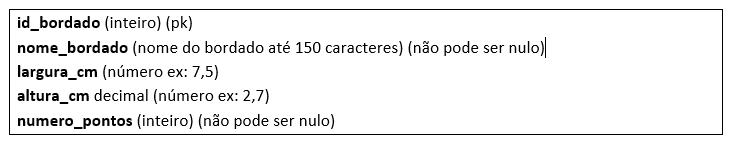 id_bordado (inteiro) (pk)
nome_bordado (nome do bordado até 150 caracteres) (não pode ser nulo)
largura_cm (número ex: 7,5)
altura_cm decimal (número ex: 2,7)
numero_pontos (inteiro) (não pode ser nulo)